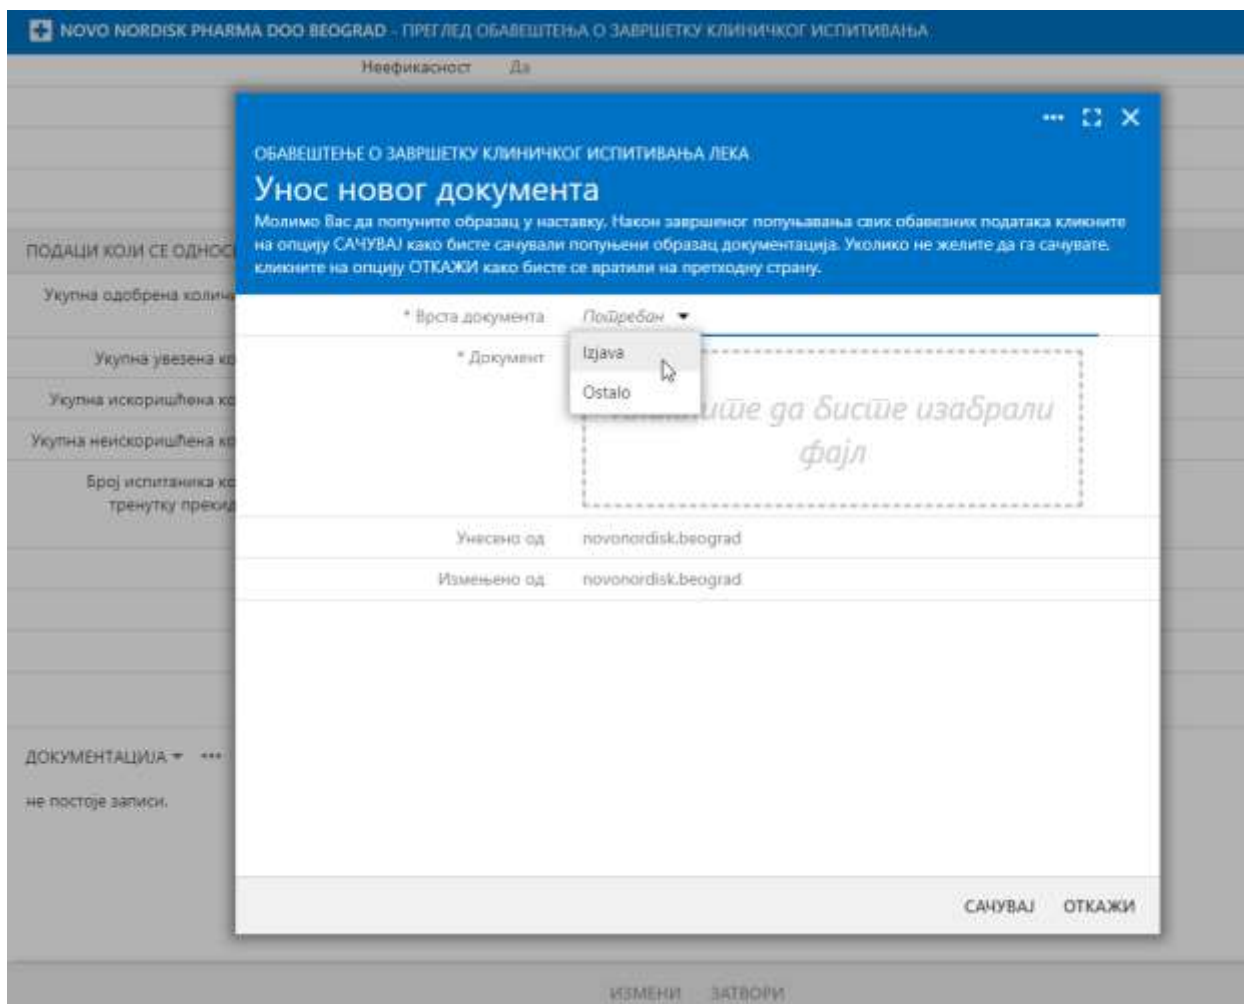 NOVO NORDISK PHARMA DOO BEOGRAD - ПРЕГЛЕД ОБАВЕШТЕЊА О ЗАВРШЕТКУ КЛИНИЧКОГ ИСПИТИВАЊА
Неефикасност Да
ОБАВЕШТЕЊЕ О ЗАВРШЕТКУ КЛИНИЧКОГ ИСПИТИВАЊА ЛЕКА
Унос новог документа
Молимо Вас да попуните образац у наставку. Након завршеног попуњавања свих обавезних података кликните
на опцију САЧУВАЈ како бисте сачували попуњени образац документација. Уколико не желите да га сачувате,
кликните на опцију ОТКАЖИ како бисте се вратили на претходну страну.
ПОДАЦИ КОЈИ СЕ ОДНОС
Укупна одобрена колич
* Врста документа Потребан
Укупна увезена ко
* Документ
Izjava
Ostalo
да бисте изабрали
фајл
Укупна искоришћена ко
Укупна неискоришћена ко
Број испитаника ко
тренутку прекид
Унесено од novonordisk.beograd
Измењено од novonordisk.beograd
ДОКУМЕНТАЦИЈА
не постоје записи.
САЧУВАЈ ОТКАЖИ
ИЗМЕНИ ЗАТВОРИ